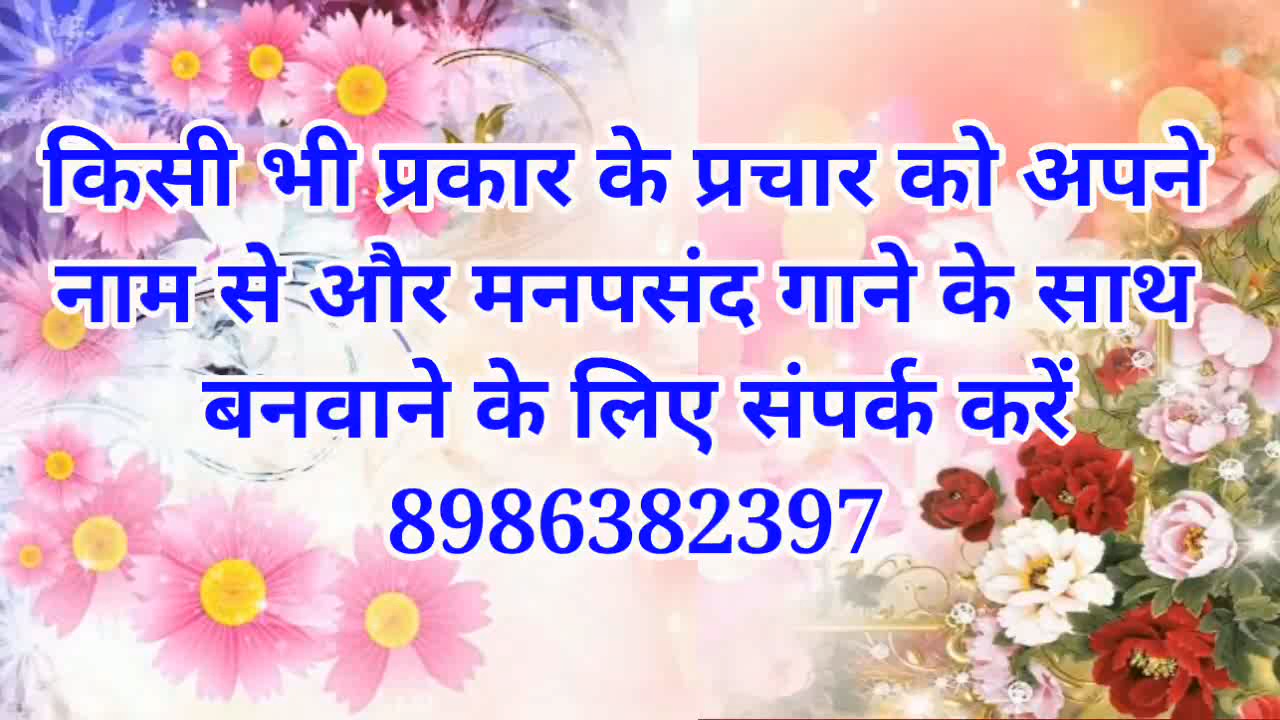 किसी भी प्रकार के प्रचार को अपने
नाम से और मनपसंद गाने के साथ
बनवाने के लिए संपर्क करें
8986382397